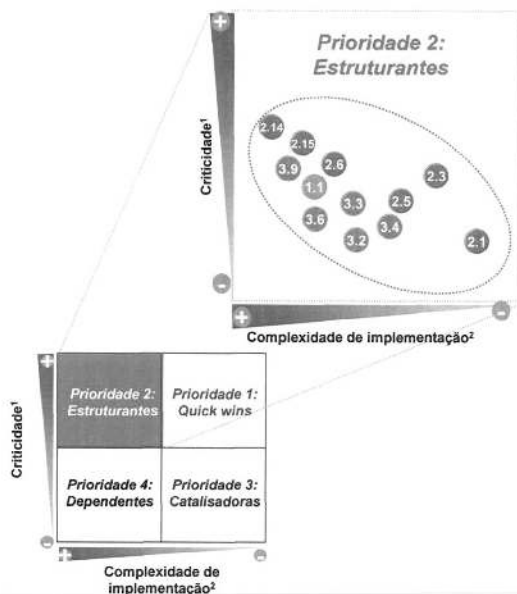 Prioridade 2:
Estruturantes
+
Criticidade¹
2.14
2.15
2.6
3.9
1.1
2.3
3.3
2.5
3.6
3.4
3.2
2.1
-
+
-
Complexidade de implementação²
+
Criticidade¹
Prioridade 2:
Estruturantes
Prioridade 1:
Quick wins
Prioridade 4:
Dependentes
Prioridade 3:
Catalisadoras
-
+
-
Complexidade de
implementação²